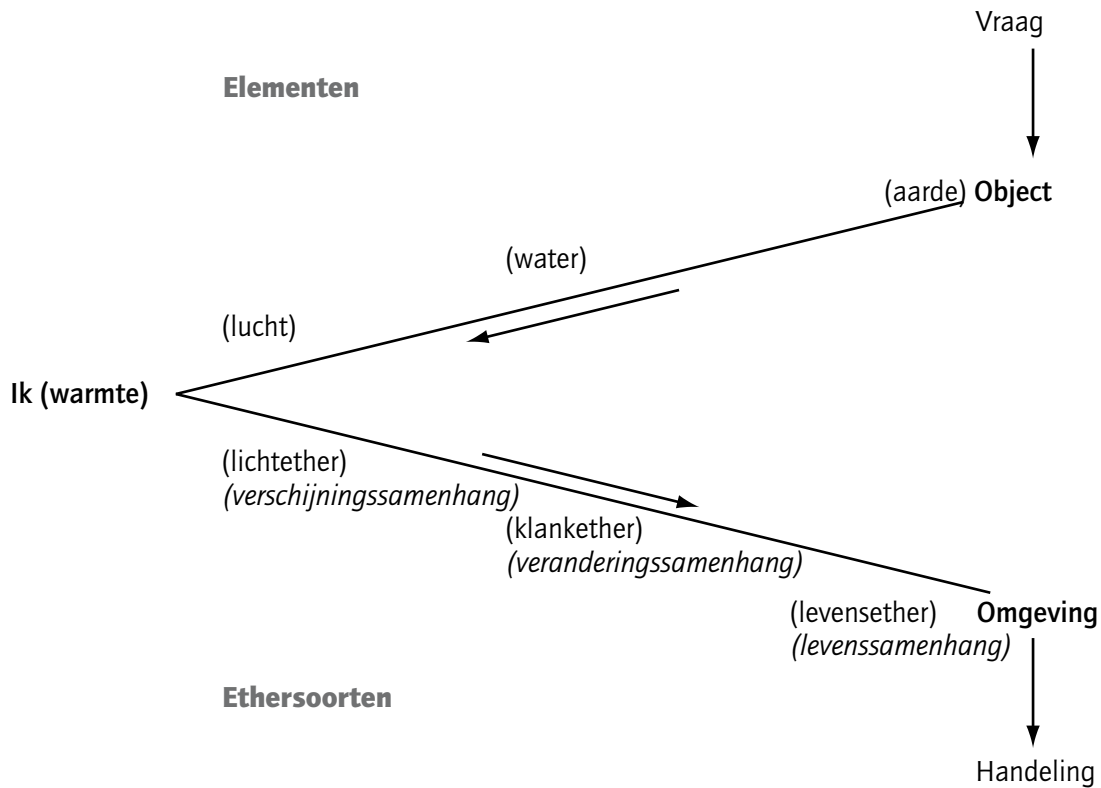 Vraag
Elementen
(aarde) Object
(water)
(lucht)
Ik (warmte)
(lichtether)
(verschijningssamenhang)
(klankether)
(veranderingssamenhang)
(levensether) Omgeving
(levenssamenhang)
Ethersoorten
Handeling